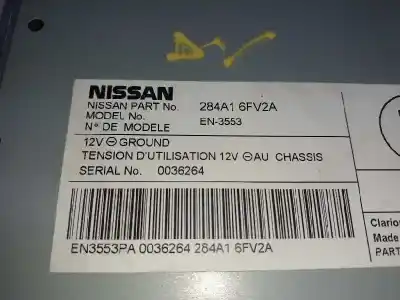 NISSAN
NISSAN PART No. 284A1 6FV2A
MODEL No. EN-3553
N° DE MODELE
12V ⊖ GROUND
TENSION D'UTILISATION 12V ⊖ AU CHASSIS
SERIAL No. 0036264
EN3553PA 0036264 284A1 6FV2A
Clarion
Made
PART